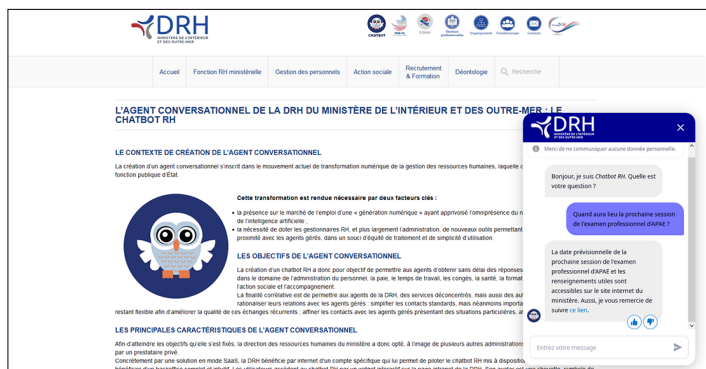 DRH
MINISTÈRE DE L'INTÉRIEUR
ET DES OUTRE-MER
CHATBOT
Accueil
Fonction RH ministérielle
Gestion des personnels
Action sociale
Recrutement
& Formation
Déontologie
Recherche
L'AGENT CONVERSATIONNEL DE LA DRH DU MINISTÈRE DE L'INTÉRIEUR ET DES OUTRE-MER : LE
CHATBOT RH
LE CONTEXTE DE CRÉATION DE L'AGENT CONVERSATIONNEL
La création d'un agent conversationnel s'inscrit dans le mouvement actuel de transformation numérique de la gestion des ressources humaines, laquelle
fonction publique d'État.
Cette transformation est rendue nécessaire par deux facteurs clés :
• la présence sur le marché de l'emploi d'une « génération numérique » ayant apprivoisé l'omniprésence du
de l'intelligence artificielle ;
• la nécessité de doter les gestionnaires RH, et plus largement l'administration, de nouveaux outils permettant
proximité avec les agents gérés, dans un souci d'équité de traitement et de simplicité d'utilisation.
LES OBJECTIFS DE L'AGENT CONVERSATIONNEL
La création d'un chatbot RH a donc pour objectif de permettre aux agents d'obtenir sans délai des réponses
dans le domaine de l'administration du personnel, la paie, le temps de travail, les congés, la santé, la
l'action sociale et l'accompagnement.
La finalité corrélative est de permettre aux agents de la DRH, des services déconcentrés, mais aussi des
rationaliser leurs relations avec les agents gérés : simplifier les contacts standards, mais néanmoins
restant flexible afin d'améliorer la qualité de ces échanges récurrents ; affiner les contacts avec les agents gérés présentant des situations particulières,
LES PRINCIPALES CARACTÉRISTIQUES DE L'AGENT CONVERSATIONNEL
Afin d'atteindre les objectifs qu'elle s'est fixés, la direction des ressources humaines du ministère a donc opté, à l'image de plusieurs autres
par un prestataire privé.
Concrètement par une solution en mode SaaS, la DRH bénéficie par internet d'un compte spécifique qui lui permet de piloter le chatbot RH mis à
DRH
MINISTÈRE DE L'INTÉRIEUR
ET DES OUTRE-MER
Merci de ne communiquer aucune donnée personnelle.
Bonjour, je suis Chatbot RH. Quelle est
votre question ?
Quand aura lieu la prochaine session
de l'examen professionnel d'APAE ?
La date prévisionnelle de la
prochaine session de l'examen
professionnel d'APAE et les
renseignements utiles sont
accessibles sur le site internet du
ministère. Aussi, je vous remercie de
suivre ce lien.
Entrez votre message